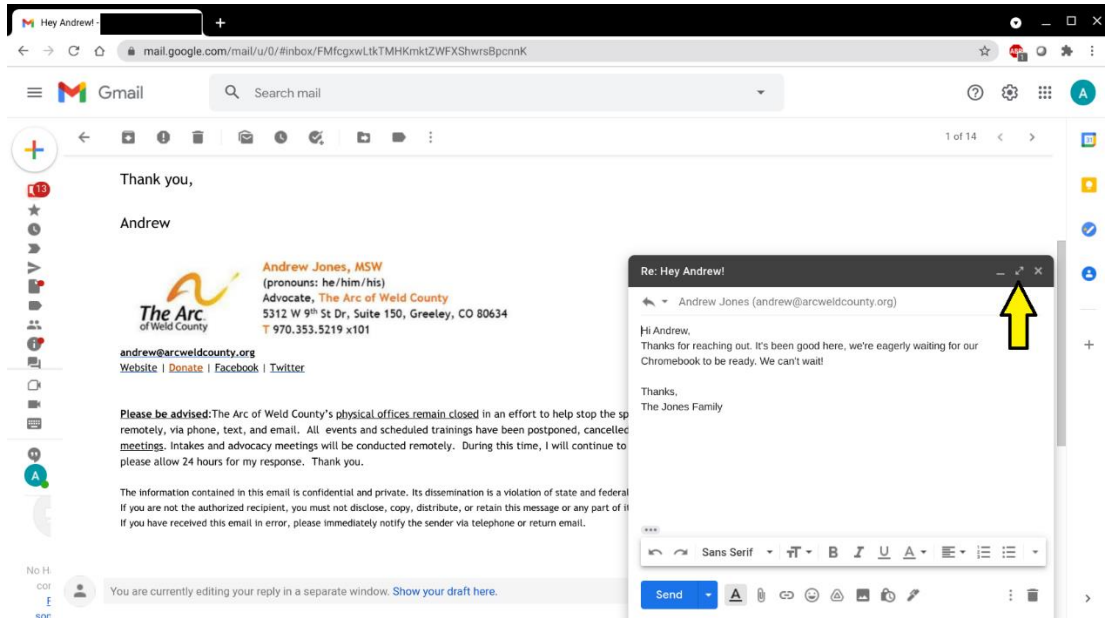 Hey Andrew! -
mail.google.com/mail/u/0/#inbox/FMfcgxwLtkTMHKmktZWFXShwrsBpcnnK
ABP
1
Gmail
Search mail
A
1 of 14
31
13
Thank you,
Andrew
The Arc
of Weld County
Andrew Jones, MSW
(pronouns: he/him/his)
Advocate, The Arc of Weld County
5312 W 9th St Dr, Suite 150, Greeley, CO 80634
T 970.353.5219 x101
andrew@arcweldcounty.org
Website | Donate | Facebook | Twitter
Please be advised:The Arc of Weld County's physical offices remain closed in an effort to help stop the sp
remotely, via phone, text, and email. All events and scheduled trainings have been postponed, cancelled
meetings. Intakes and advocacy meetings will be conducted remotely. During this time, I will continue to
please allow 24 hours for my response. Thank you.
The information contained in this email is confidential and private. Its dissemination is a violation of state and federal
If you are not the authorized recipient, you must not disclose, copy, distribute, or retain this message or any part of it
If you have received this email in error, please immediately notify the sender via telephone or return email.
A
No H
You are currently editing your reply in a separate window. Show your draft here.
Re: Hey Andrew!
Andrew Jones (andrew@arcweldcounty.org)
Hi Andrew,
Thanks for reaching out. It's been good here, we're eagerly waiting for our
Chromebook to be ready. We can't wait!
Thanks,
The Jones Family
Sans Serif
B I U A
Send
A